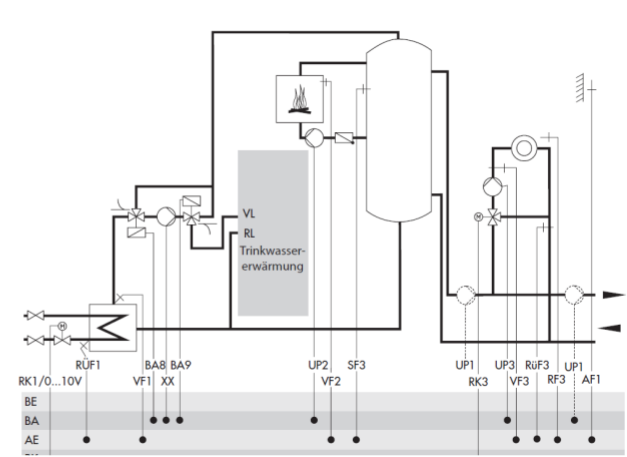 VL
RL
Trinkwasser-
erwärmung
M
M
RÜF1 BA8 BA9 UP2 SF3 UP1 UP3 RüF3 UP1
RK1/0...10V VF1 XX VF2 RK3 VF3 RF3 AF1
BE
BA
AE